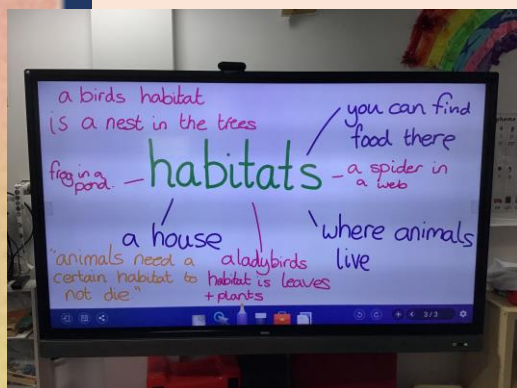 a birds habitat
is a nest in the trees
you can find
food there
frog in a
pond.
habitats
a spider in
a web
a house
where animals
live
"animals need a
certain habitat to
not die."
a ladybirds
habitat is leaves
+ plants
3/3